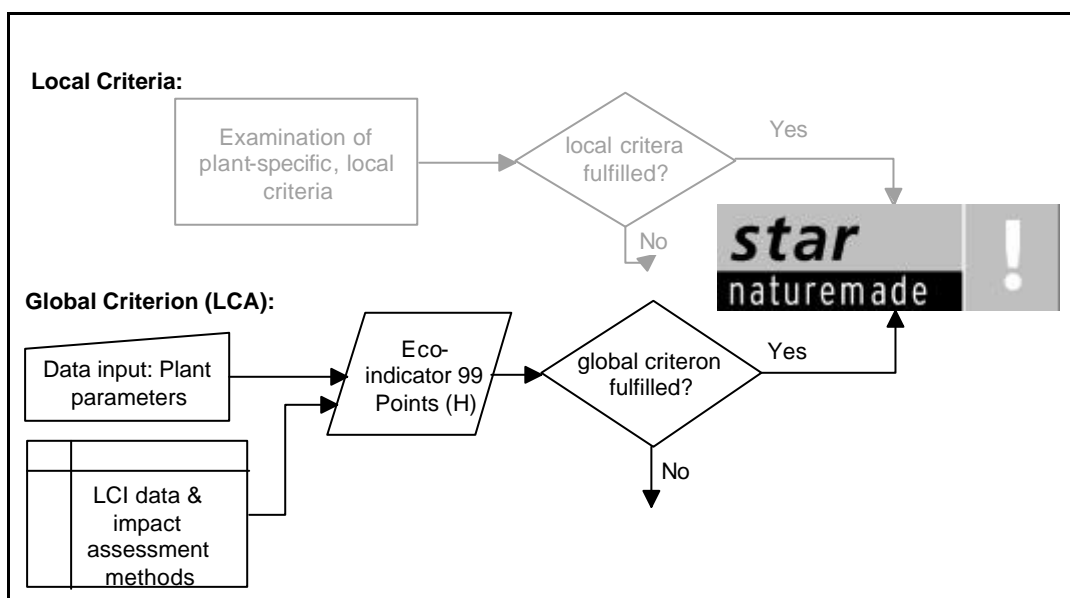 Local Criteria:
Examination of
plant-specific, local
criteria
local critera
fulfilled?
Yes
No
star
!
naturemade
Global Criterion (LCA):
Data input: Plant
parameters
Eco-
indicator 99
Points (H)
global criteron
fulfilled?
Yes
No
LCI data &
impact
assessment
methods